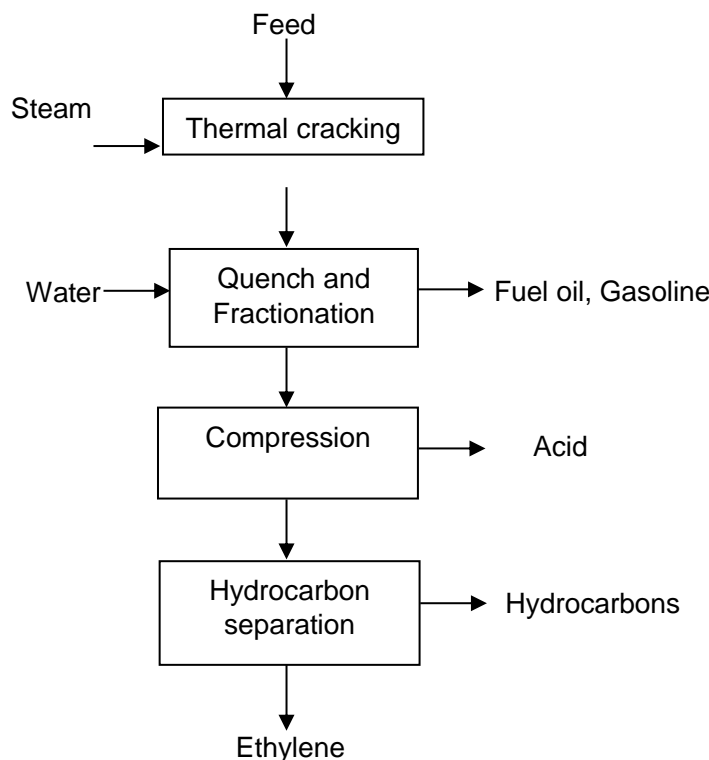 Feed
Steam
Thermal cracking
Water
Quench and
Fractionation
Fuel oil, Gasoline
Compression
Acid
Hydrocarbon
separation
Hydrocarbons
Ethylene